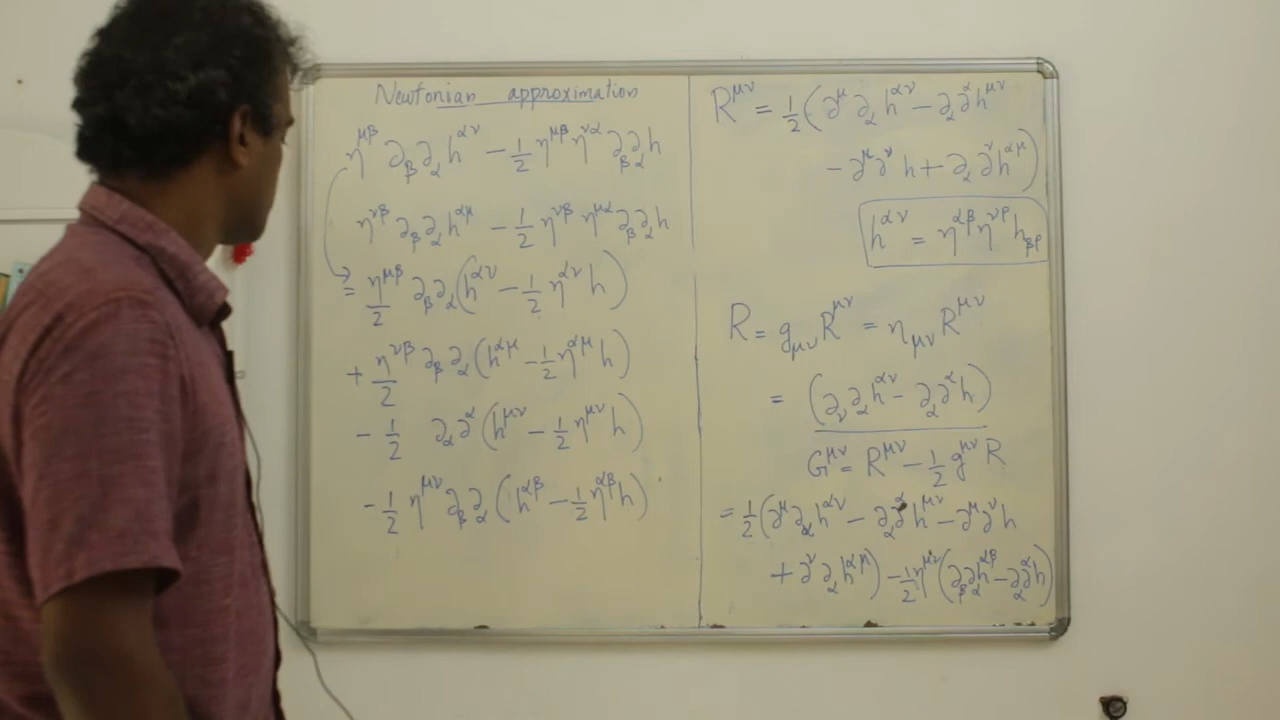 Newtonian approximation
η^{μβ} ∂_β ∂_α h^{αν} − 1/2 η^{μβ} η^{να} ∂_β ∂_α h
η^{νβ} ∂_β ∂_α h^{αμ} − 1/2 η^{νβ} η^{μα} ∂_β ∂_α h
= η^{μβ}/2 ∂_β ∂_α (h^{αν} − 1/2 η^{αν} h)
+ η^{νβ}/2 ∂_β ∂_α (h^{αμ} − 1/2 η^{αμ} h)
− 1/2 ∂_α ∂^α (h^{μν} − 1/2 η^{μν} h)
− 1/2 η^{μν} ∂_β ∂_α (h^{αβ} − 1/2 η^{αβ} h)
R^{μν} = 1/2 (∂^μ ∂_α h^{αν} − ∂_α ∂^α h^{μν}
− ∂^μ ∂^ν h + ∂_α ∂^ν h^{αμ})
h^{αν} = η^{αβ} η^{νρ} h_{βρ}
R = g_{μν} R^{μν} = η_{μν} R^{μν}
= (∂_ν ∂_α h^{αν} − ∂_α ∂^α h)
G^{μν} = R^{μν} − 1/2 g^{μν} R
= 1/2 (∂^μ ∂_α h^{αν} − ∂_α ∂^α h^{μν} − ∂^μ ∂^ν h
+ ∂^ν ∂_α h^{αμ}) − 1/2 η^{μν} (∂_β ∂_α h^{αβ} − ∂_α ∂^α h)